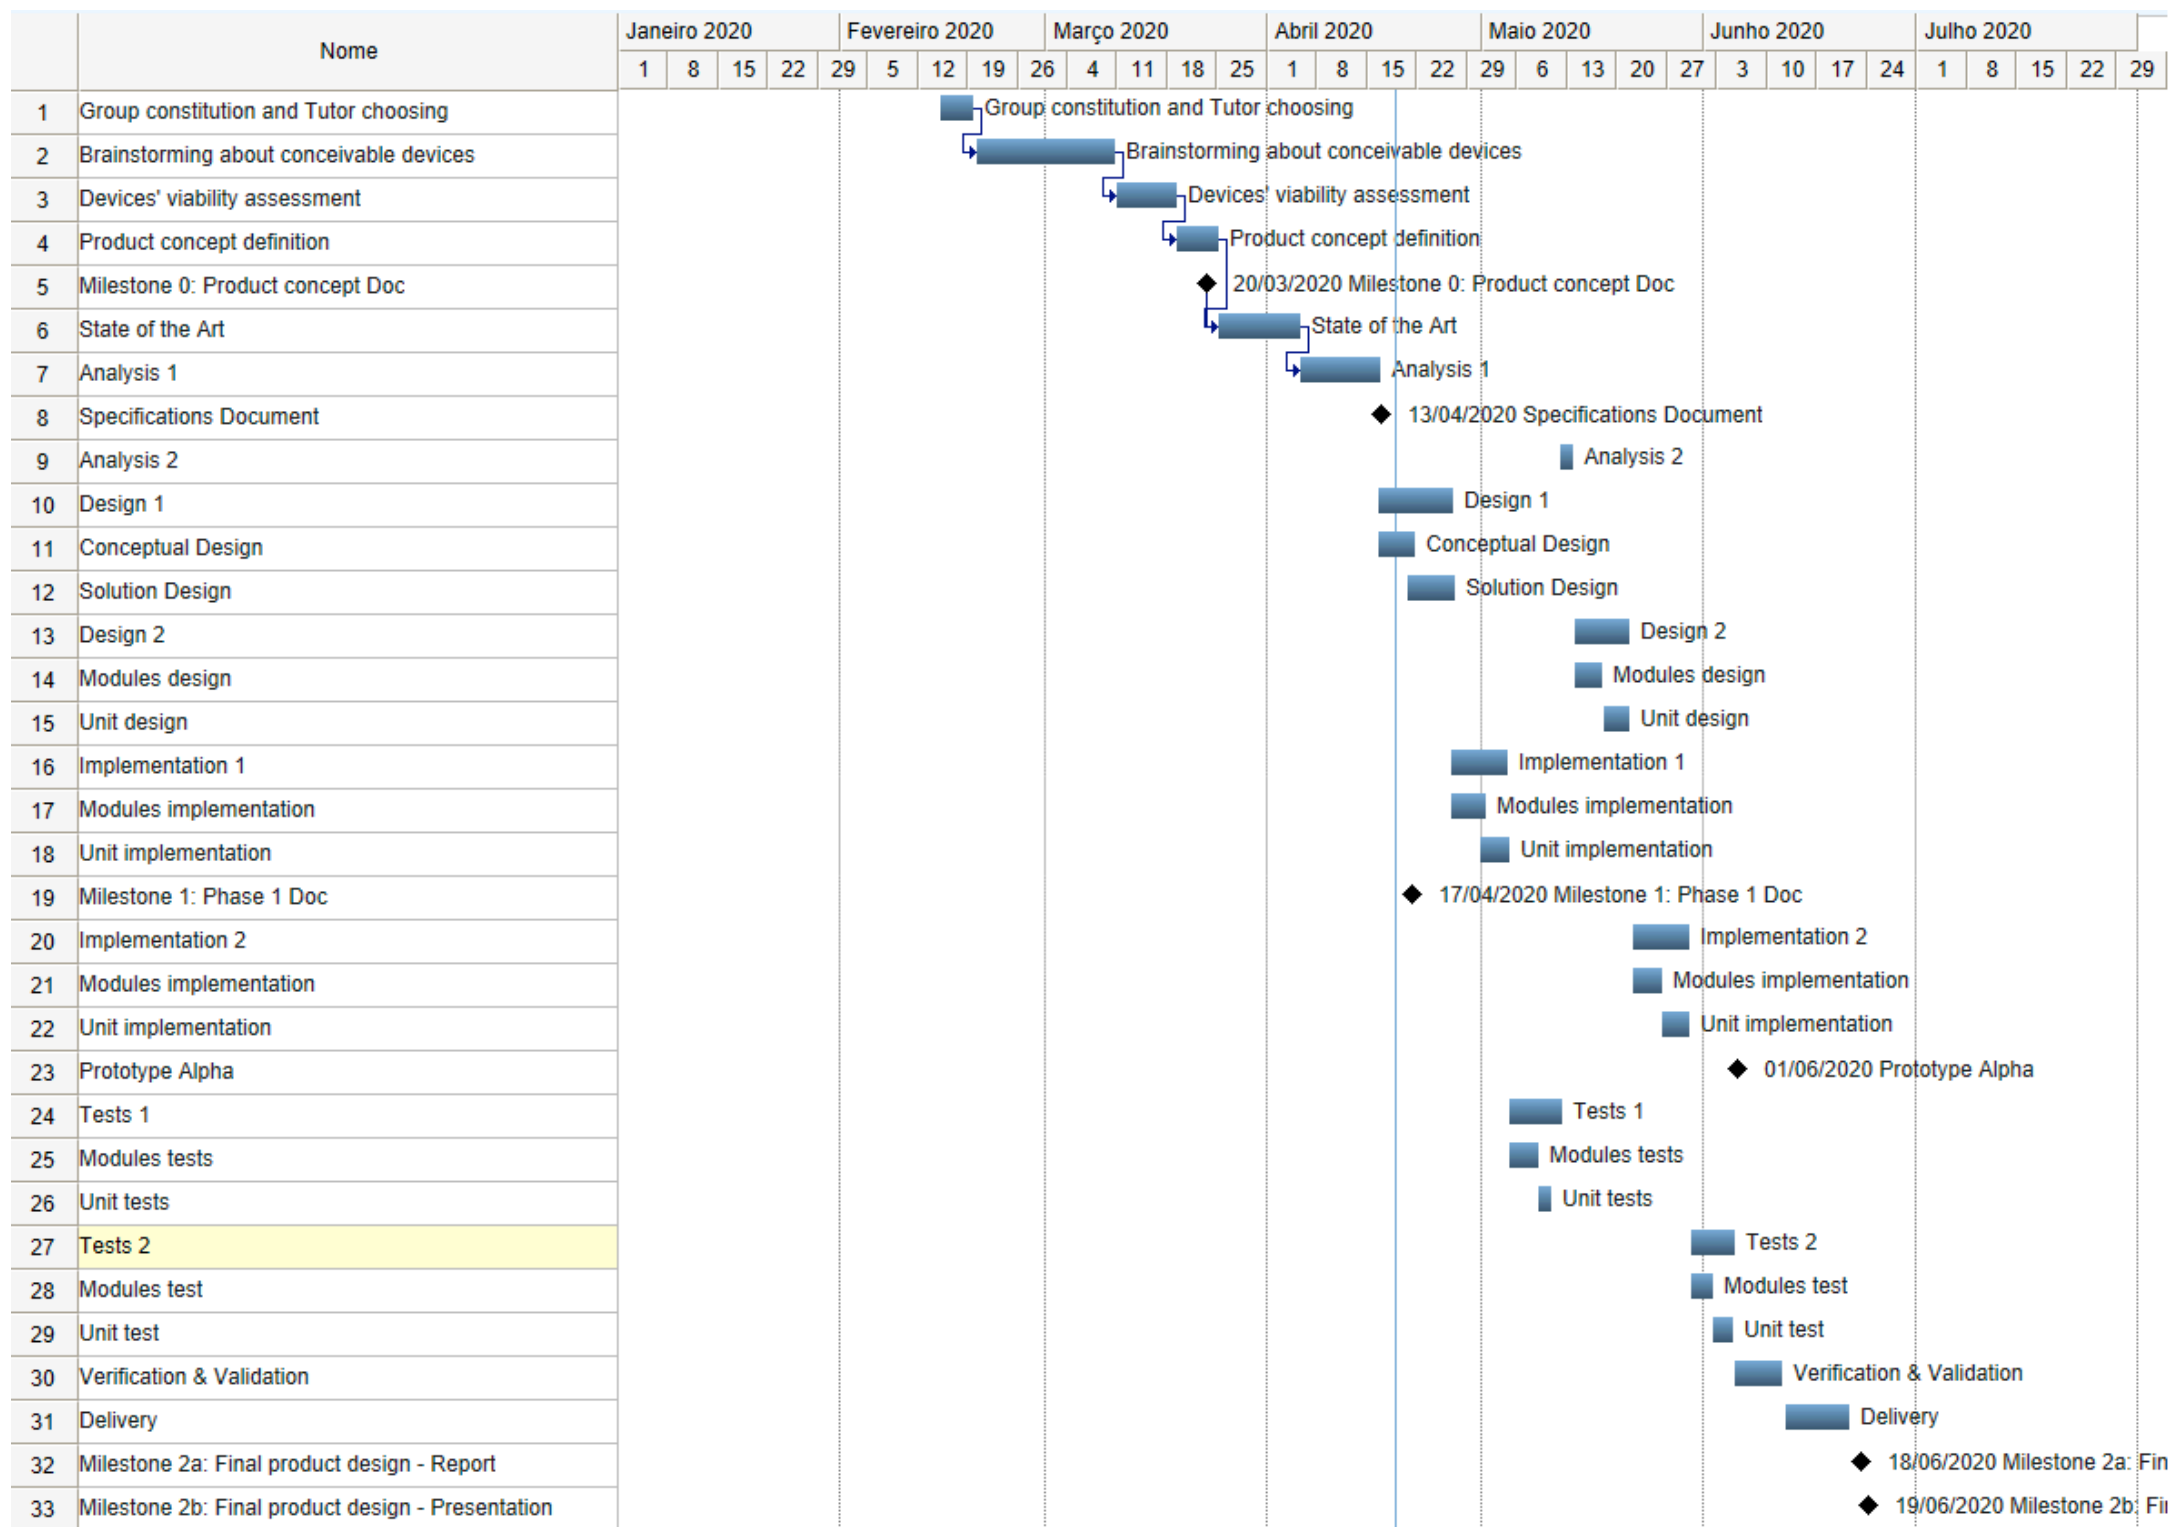 Nome
Janeiro 2020 Fevereiro 2020 Março 2020 Abril 2020 Maio 2020 Junho 2020 Julho 2020
1 8 15 22 29 5 12 19 26 4 11 18 25 1 8 15 22 29 6 13 20 27 3 10 17 24 1 8 15 22 29
1 Group constitution and Tutor choosing Group constitution and Tutor choosing
2 Brainstorming about conceivable devices Brainstorming about conceivable devices
3 Devices' viability assessment Devices' viability assessment
4 Product concept definition Product concept definition
5 Milestone 0: Product concept Doc 20/03/2020 Milestone 0: Product concept Doc
6 State of the Art State of the Art
7 Analysis 1 Analysis 1
8 Specifications Document 13/04/2020 Specifications Document
9 Analysis 2 Analysis 2
10 Design 1 Design 1
11 Conceptual Design Conceptual Design
12 Solution Design Solution Design
13 Design 2 Design 2
14 Modules design Modules design
15 Unit design Unit design
16 Implementation 1 Implementation 1
17 Modules implementation Modules implementation
18 Unit implementation Unit implementation
19 Milestone 1: Phase 1 Doc 17/04/2020 Milestone 1: Phase 1 Doc
20 Implementation 2 Implementation 2
21 Modules implementation Modules implementation
22 Unit implementation Unit implementation
23 Prototype Alpha 01/06/2020 Prototype Alpha
24 Tests 1 Tests 1
25 Modules tests Modules tests
26 Unit tests Unit tests
27 Tests 2 Tests 2
28 Modules test Modules test
29 Unit test Unit test
30 Verification & Validation Verification & Validation
31 Delivery Delivery
32 Milestone 2a: Final product design - Report 18/06/2020 Milestone 2a: Fin
33 Milestone 2b: Final product design - Presentation 19/06/2020 Milestone 2b: Fi